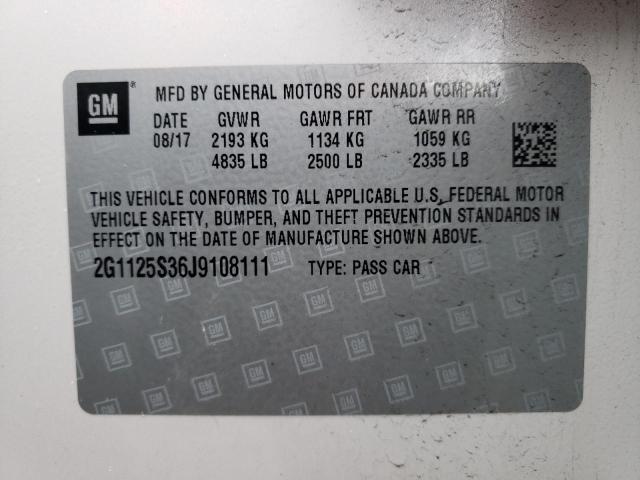 GM ® MFD BY GENERAL MOTORS OF CANADA COMPANY
DATE GVWR GAWR FRT GAWR RR
08/17 2193 KG 1134 KG 1059 KG
4835 LB 2500 LB 2335 LB
THIS VEHICLE CONFORMS TO ALL APPLICABLE U.S. FEDERAL MOTOR
VEHICLE SAFETY, BUMPER, AND THEFT PREVENTION STANDARDS IN
EFFECT ON THE DATE OF MANUFACTURE SHOWN ABOVE.
2G1125S36J9108111 TYPE: PASS CAR